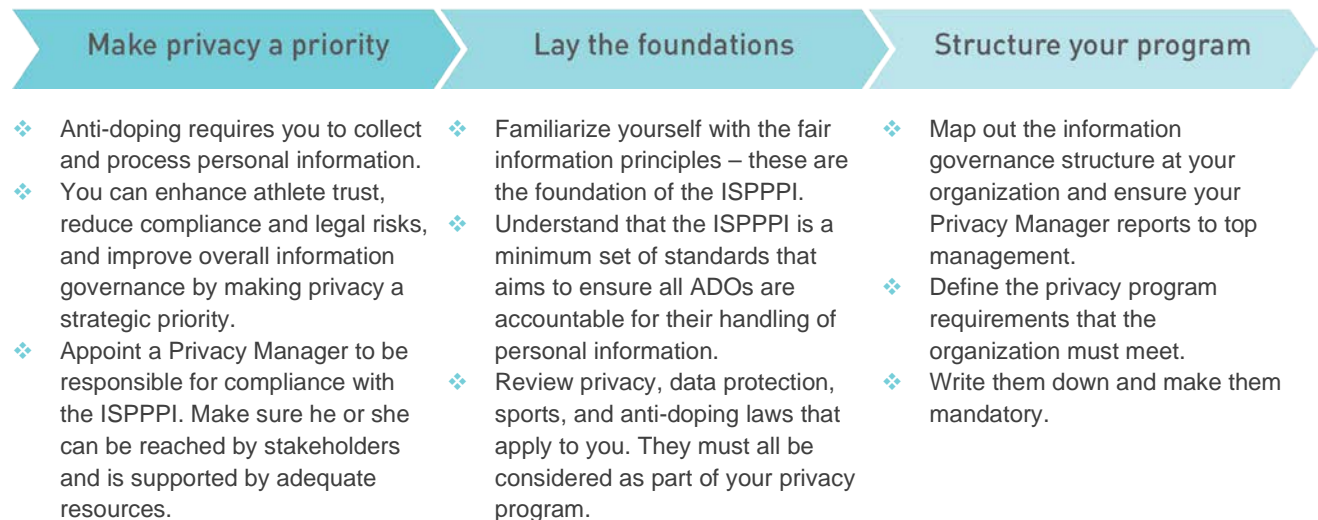 Make privacy a priority
Lay the foundations
Structure your program
❖ Anti-doping requires you to collect
and process personal information.
❖ You can enhance athlete trust,
reduce compliance and legal risks,
and improve overall information
governance by making privacy a
strategic priority.
❖ Appoint a Privacy Manager to be
responsible for compliance with
the ISPPPI. Make sure he or she
can be reached by stakeholders
and is supported by adequate
resources.
❖ Familiarize yourself with the fair
information principles – these are
the foundation of the ISPPPI.
❖ Understand that the ISPPPI is a
minimum set of standards that
aims to ensure all ADOs are
accountable for their handling of
personal information.
❖ Review privacy, data protection,
sports, and anti-doping laws that
apply to you. They must all be
considered as part of your privacy
program.
❖ Map out the information
governance structure at your
organization and ensure your
Privacy Manager reports to top
management.
❖ Define the privacy program
requirements that the
organization must meet.
❖ Write them down and make them
mandatory.